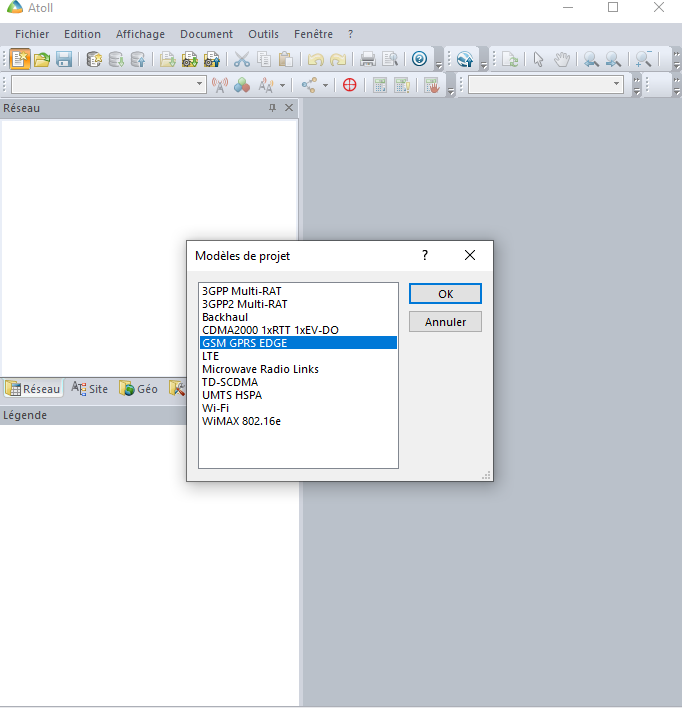 Atoll
Fichier Edition Affichage Document Outils Fenêtre ?
Réseau
Modèles de projet ?
3GPP Multi-RAT
3GPP2 Multi-RAT
Backhaul
CDMA2000 1xRTT 1xEV-DO
GSM GPRS EDGE
LTE
Microwave Radio Links
TD-SCDMA
UMTS HSPA
Wi-Fi
WiMAX 802.16e
OK
Annuler
Réseau Site Géo
Légende